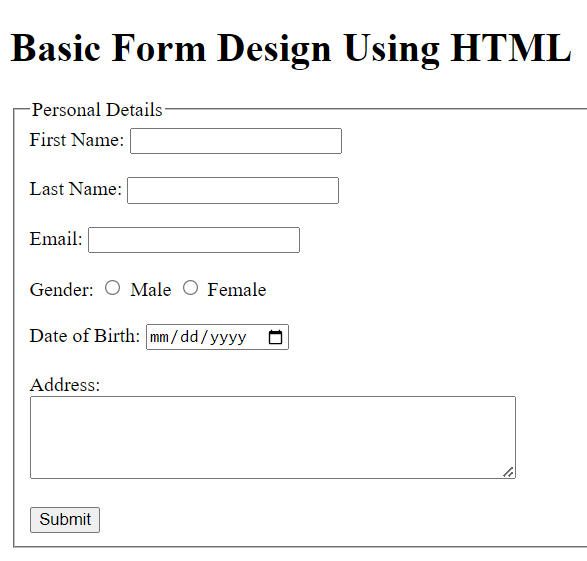 Basic Form Design Using HTML
Personal Details
First Name:
Last Name:
Email:
Gender: Male Female
Date of Birth: mm/dd/yyyy
Address:
Submit